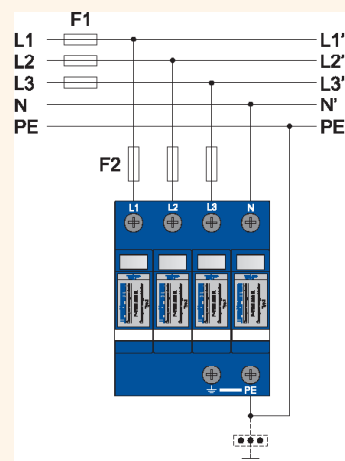 F1
L1 L1'
L2 L2'
L3 L3'
N N'
PE PE
F2
L1 L2 L3 N
PE